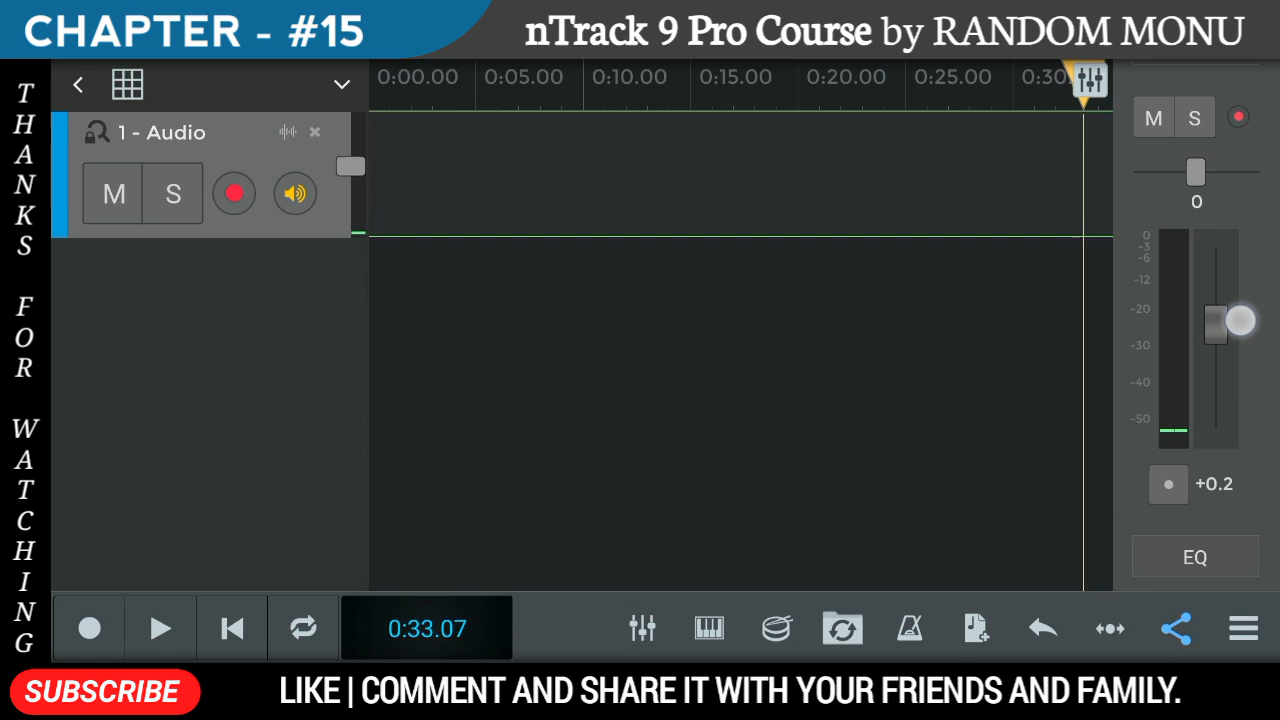 CHAPTER - #15
nTrack 9 Pro Course by RANDOM MONU
THANKS FOR WATCHING
0:00.00 0:05.00 0:10.00 0:15.00 0:20.00 0:25.00 0:30
1 - Audio
M S
M S
0
0
-3
-6
-12
-20
-30
-40
-50
+0.2
EQ
0:33.07
SUBSCRIBE
LIKE | COMMENT AND SHARE IT WITH YOUR FRIENDS AND FAMILY.